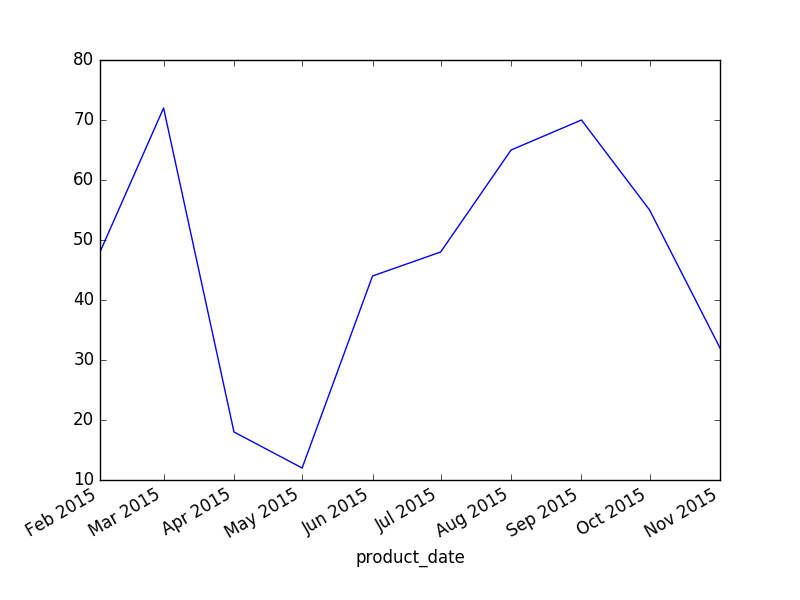 80
70
60
50
40
30
20
10
Feb 2015
Mar 2015
Apr 2015
May 2015
Jun 2015
Jul 2015
Aug 2015
Sep 2015
Oct 2015
Nov 2015
product_date